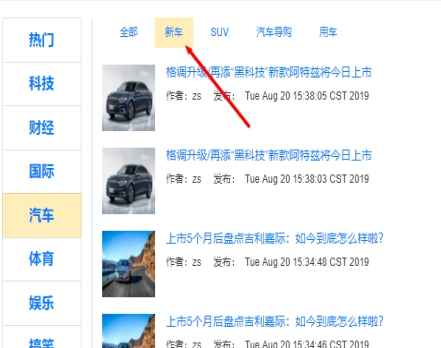 热门
科技
财经
国际
汽车
体育
娱乐
搞笑
全部 新车 SUV 汽车导购 用车
格调升级/再添“黑科技”新款阿特兹将今日上市
作者: zs 发布: Tue Aug 20 15:38:05 CST 2019
格调升级/再添“黑科技”新款阿特兹将今日上市
作者: zs 发布: Tue Aug 20 15:38:03 CST 2019
上市5个月后盘点吉利嘉际：如今到底怎么样啦?
作者: zs 发布: Tue Aug 20 15:34:48 CST 2019
上市5个月后盘点吉利嘉际：如今到底怎么样啦?
作者: zs 发布: Tue Aug 20 15:34:46 CST 2019